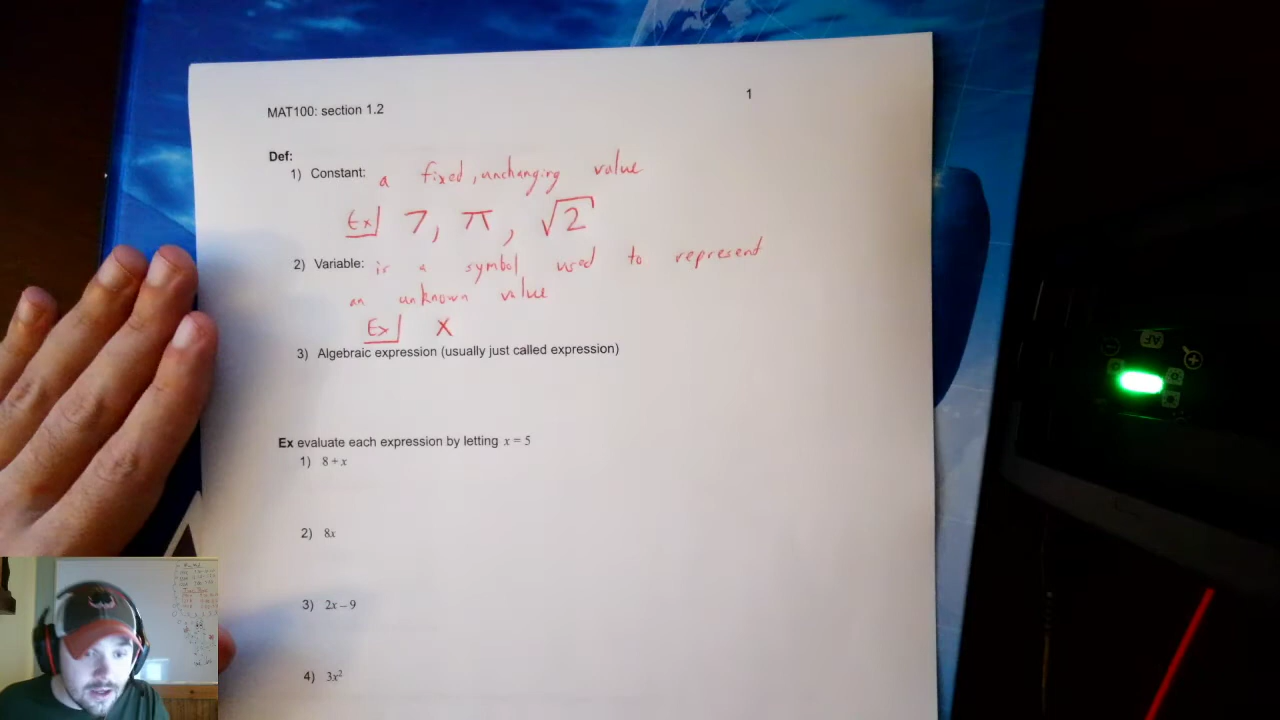 MAT100: section 1.2
1
Def:
1) Constant: a fixed, unchanging value
Ex 7, π, √2
2) Variable: is a symbol used to represent
an unknown value
Ex x
3) Algebraic expression (usually just called expression)
Ex evaluate each expression by letting x = 5
1) 8 + x
2) 8x
3) 2x – 9
4) 3x²
AF